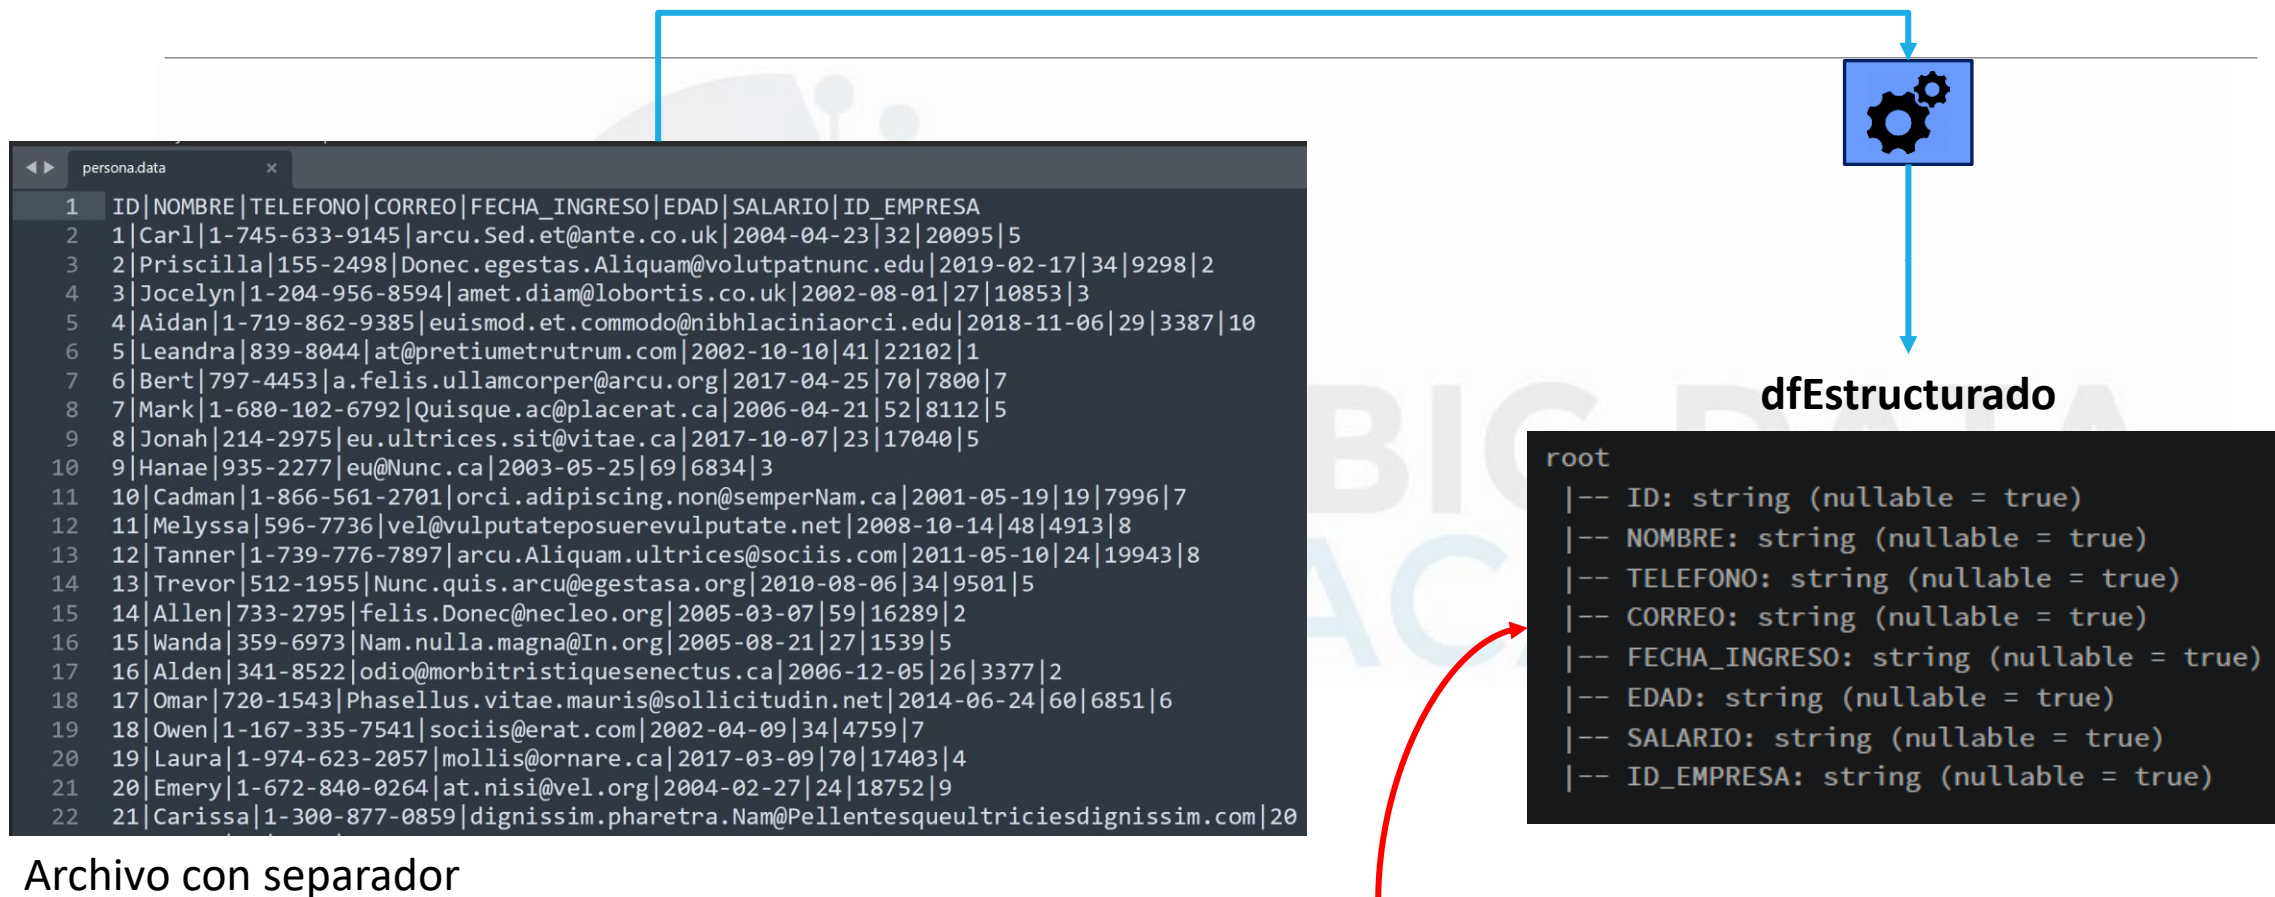 persona.data
1 ID|NOMBRE|TELEFONO|CORREO|FECHA_INGRESO|EDAD|SALARIO|ID_EMPRESA
2 1|Carl|1-745-633-9145|arcu.Sed.et@ante.co.uk|2004-04-23|32|20095|5
3 2|Priscilla|155-2498|Donec.egestas.Aliquam@volutpatnunc.edu|2019-02-17|34|9298|2
4 3|Jocelyn|1-204-956-8594|amet.diam@lobortis.co.uk|2002-08-01|27|10853|3
5 4|Aidan|1-719-862-9385|euismod.et.commodo@nibhlaciniaorci.edu|2018-11-06|29|3387|10
6 5|Leandra|839-8044|at@pretiumetrutrum.com|2002-10-10|41|22102|1
7 6|Bert|797-4453|a.felis.ullamcorper@arcu.org|2017-04-25|70|7800|7
8 7|Mark|1-680-102-6792|Quisque.ac@placerat.ca|2006-04-21|52|8112|5
9 8|Jonah|214-2975|eu.ultrices.sit@vitae.ca|2017-10-07|23|17040|5
10 9|Hanae|935-2277|eu@Nunc.ca|2003-05-25|69|6834|3
11 10|Cadman|1-866-561-2701|orci.adipiscing.non@semperNam.ca|2001-05-19|19|7996|7
12 11|Melyssa|596-7736|vel@vulputateposuerevulputate.net|2008-10-14|48|4913|8
13 12|Tanner|1-739-776-7897|arcu.Aliquam.ultrices@sociis.com|2011-05-10|24|19943|8
14 13|Trevor|512-1955|Nunc.quis.arcu@egestasa.org|2010-08-06|34|9501|5
15 14|Allen|733-2795|felis.Donec@necleo.org|2005-03-07|59|16289|2
16 15|Wanda|359-6973|Nam.nulla.magna@In.org|2005-08-21|27|1539|5
17 16|Alden|341-8522|odio@morbitristiquesenectus.ca|2006-12-05|26|3377|2
18 17|Omar|720-1543|Phasellus.vitae.mauris@sollicitudin.net|2014-06-24|60|6851|6
19 18|Owen|1-167-335-7541|sociis@erat.com|2002-04-09|34|4759|7
20 19|Laura|1-974-623-2057|mollis@ornare.ca|2017-03-09|70|17403|4
21 20|Emery|1-672-840-0264|at.nisi@vel.org|2004-02-27|24|18752|9
22 21|Carissa|1-300-877-0859|dignissim.pharetra.Nam@Pellentesqueultriciesdignissim.com|20
Archivo con separador
dfEstructurado
BIG DATA
root
|-- ID: string (nullable = true)
|-- NOMBRE: string (nullable = true)
|-- TELEFONO: string (nullable = true)
|-- CORREO: string (nullable = true)
|-- FECHA_INGRESO: string (nullable = true)
|-- EDAD: string (nullable = true)
|-- SALARIO: string (nullable = true)
|-- ID_EMPRESA: string (nullable = true)